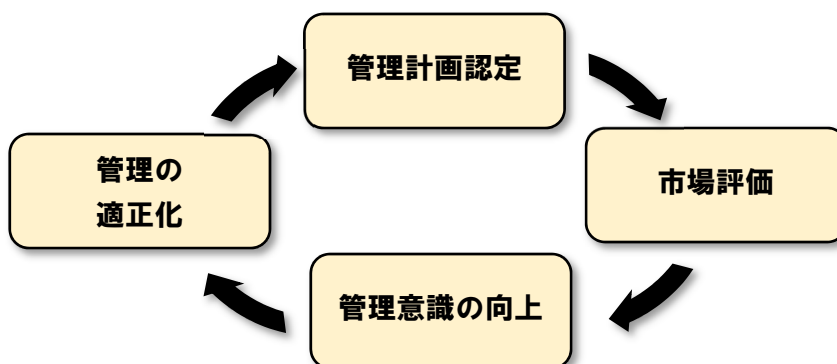 管理計画認定
市場評価
管理意識の向上
管理の
適正化